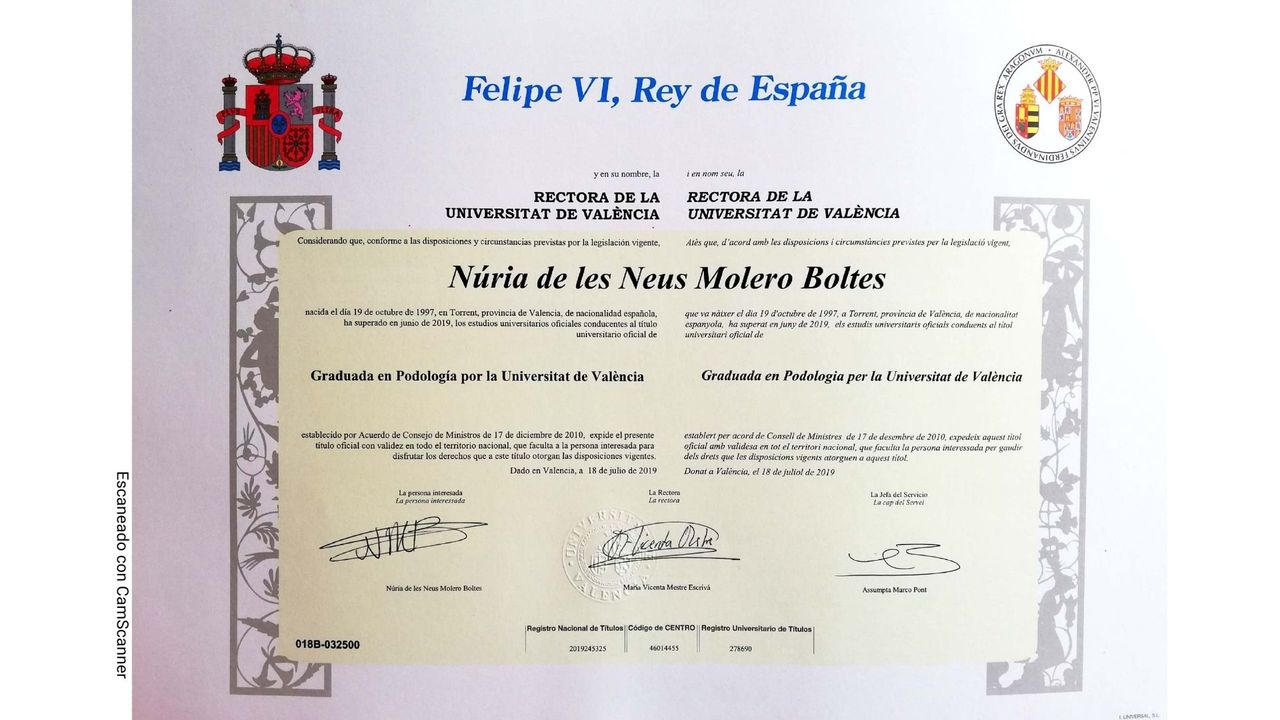 Felipe VI, Rey de España
ALEXANDER PP VI VALENTINVS FERDINANDVS DEI GRA REX ARAGONVM
y en su nombre, la
RECTORA DE LA
UNIVERSITAT DE VALÈNCIA
i en nom seu, la
RECTORA DE LA
UNIVERSITAT DE VALÈNCIA
Considerando que, conforme a las disposiciones y circunstancias previstas por la legislación vigente,
Atès que, d'acord amb les disposicions i circumstàncies previstes per la legislació vigent,
Núria de les Neus Molero Boltes
nacida el día 19 de octubre de 1997, en Torrent, provincia de Valencia, de nacionalidad española,
ha superado en junio de 2019, los estudios universitarios oficiales conducentes al título
universitario oficial de
que va nàixer el dia 19 d'octubre de 1997, a Torrent, província de València, de nacionalitat
espanyola, ha superat en juny de 2019, els estudis universitaris oficials conduents al títol
universitari oficial de
Graduada en Podología por la Universitat de València
Graduada en Podologia per la Universitat de València
establecido por Acuerdo de Consejo de Ministros de 17 de diciembre de 2010, expide el presente
título oficial con validez en todo el territorio nacional, que faculta a la persona interesada para
disfrutar los derechos que a este título otorgan las disposiciones vigentes.
Dado en Valencia, a 18 de julio de 2019
establert per acord de Consell de Ministres de 17 de desembre de 2010, expedeix aquest títol
oficial amb validesa en tot el territori nacional, que faculta la persona interessada per gaudir
dels drets que les disposicions vigents atorguen a aquest títol.
Donat a València, el 18 de juliol de 2019
La persona interesada
La persona interessada
La Rectora
La rectora
La Jefa del Servicio
La cap del Servei
Núria de les Neus Molero Boltes
María Vicenta Mestre Escrivá
Assumpta Marco Pont
Registro Nacional de Títulos
Código de CENTRO
Registro Universitario de Títulos
2019245325
46014455
278690
018B-032500
Escaneado con CamScanner
I. UNIVERSAL, S.L.